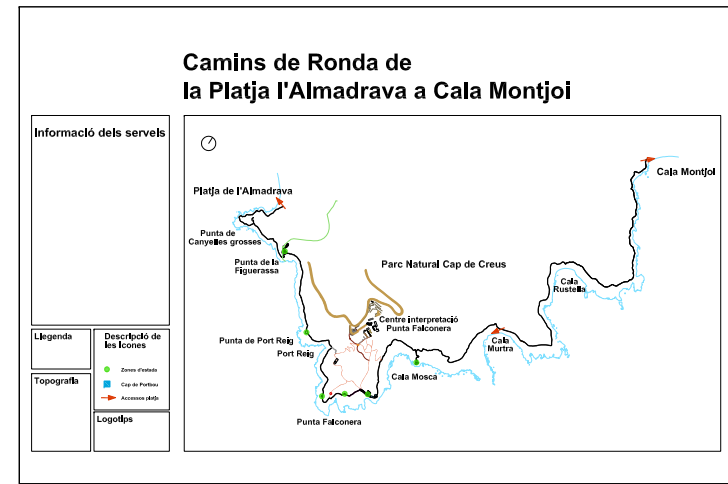 Camins de Ronda de
la Platja l'Almadrava a Cala Montjoi
Informació dels servels
Llegenda
Descripció de
les Icones
Zones d'estada
Cap de Portbou
Accessos platja
Topografia
Logotips
Platja de l'Almadrava
Punta de
Canyelles grosses
Punta de la
Figuerassa
Parc Natural Cap de Creus
Cala Montjoi
Cala
Rustella
Centre interpretació
Punta Falconera
Punta de Port Reig
Port Reig
Cala
Murtra
Cala Mosca
Punta Falconera